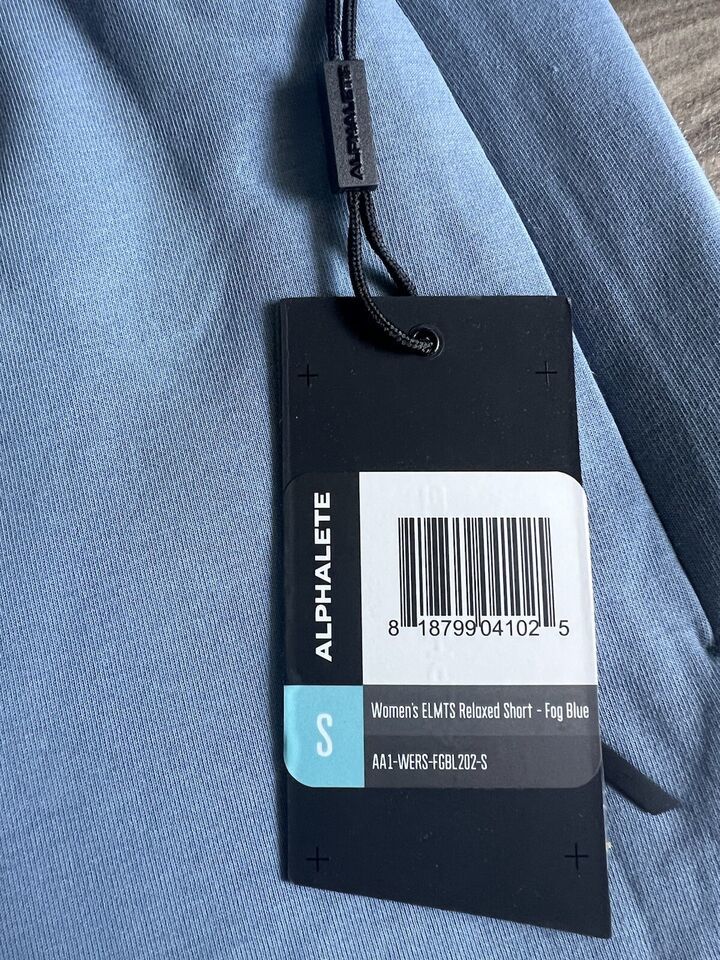 ALPHALETE
ALPHALETE
8 18799 04102 5
S
Women's ELMTS Relaxed Short - Fog Blue
AA1-WERS-FGBL202-S